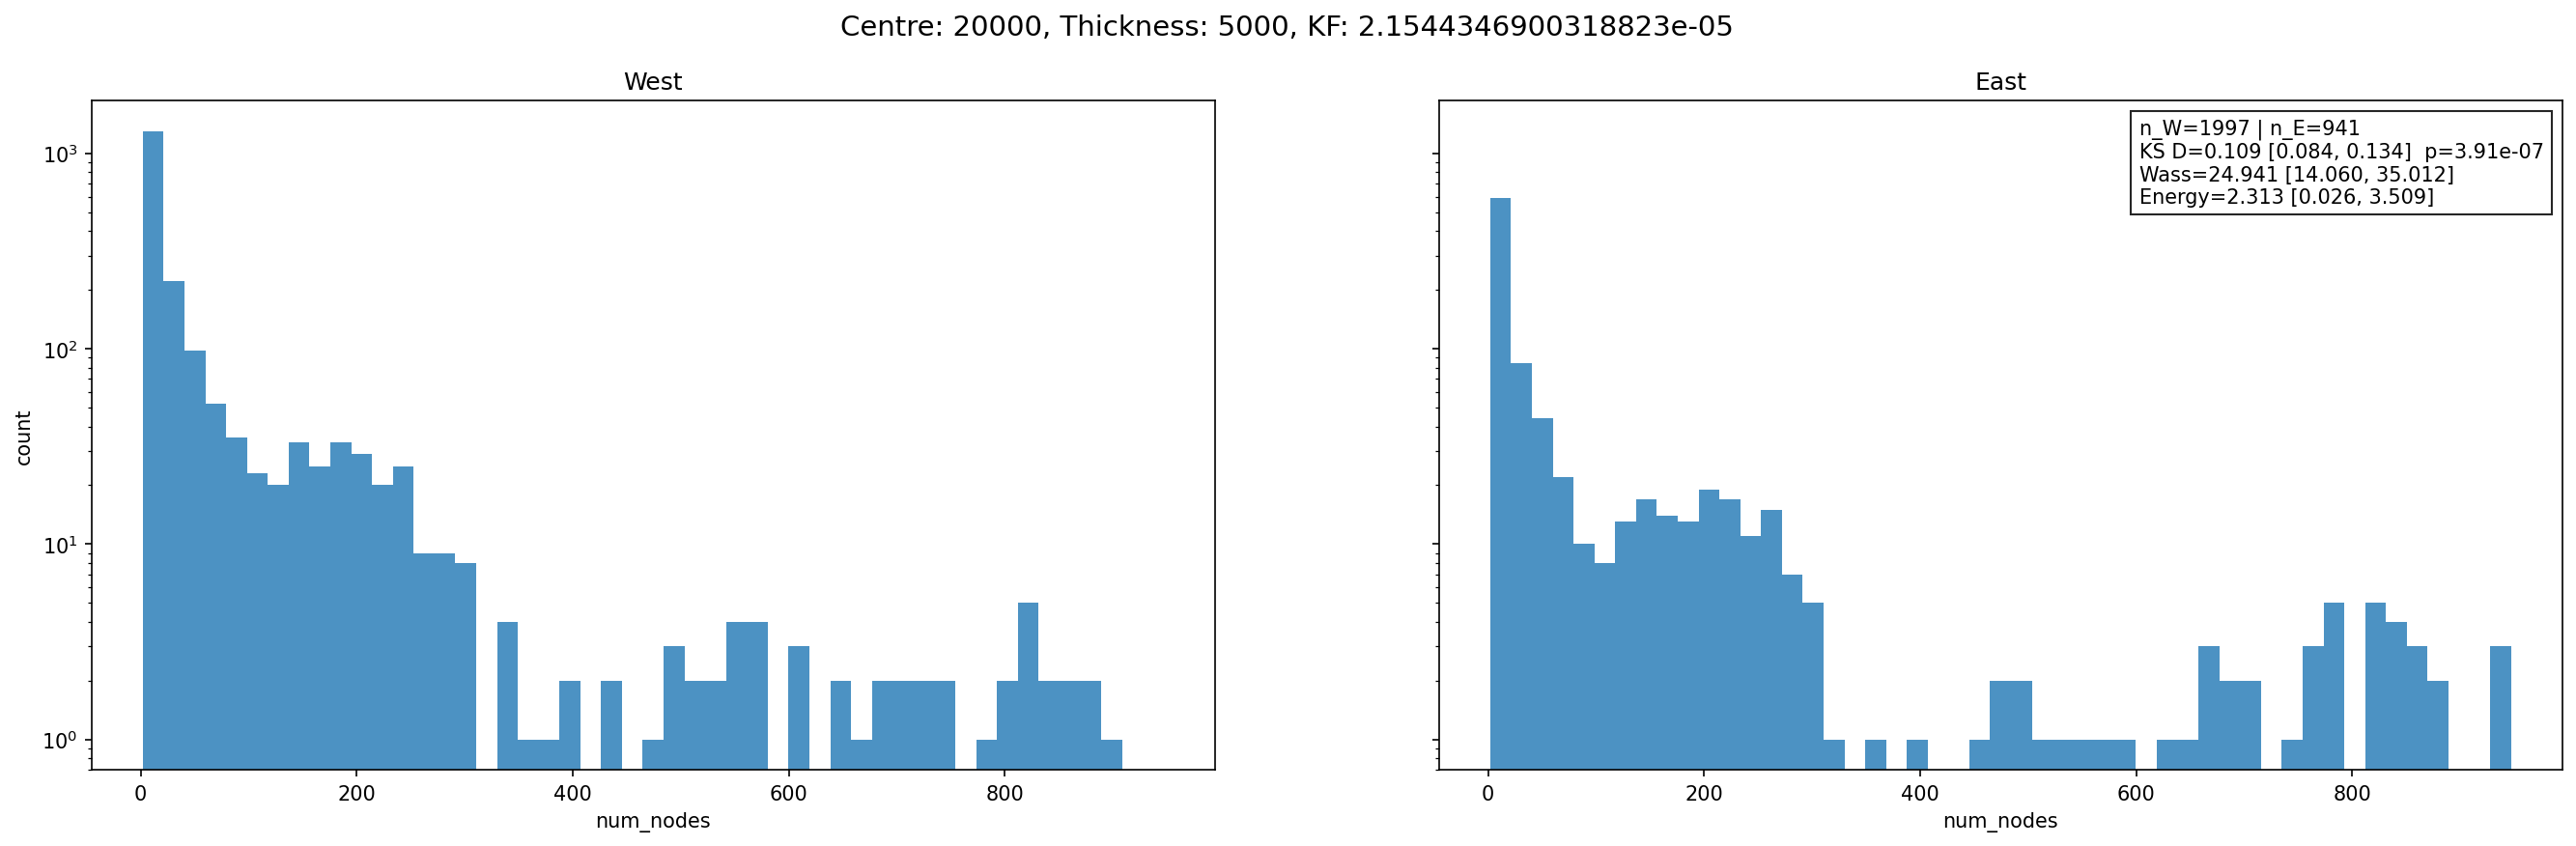 Centre: 20000, Thickness: 5000, KF: 2.1544346900318823e-05
West
East
n_W=1997 | n_E=941
KS D=0.109 [0.084, 0.134]  p=3.91e-07
Wass=24.941 [14.060, 35.012]
Energy=2.313 [0.026, 3.509]
10³
10²
10¹
10⁰
count
0 200 400 600 800
num_nodes
0 200 400 600 800
num_nodes